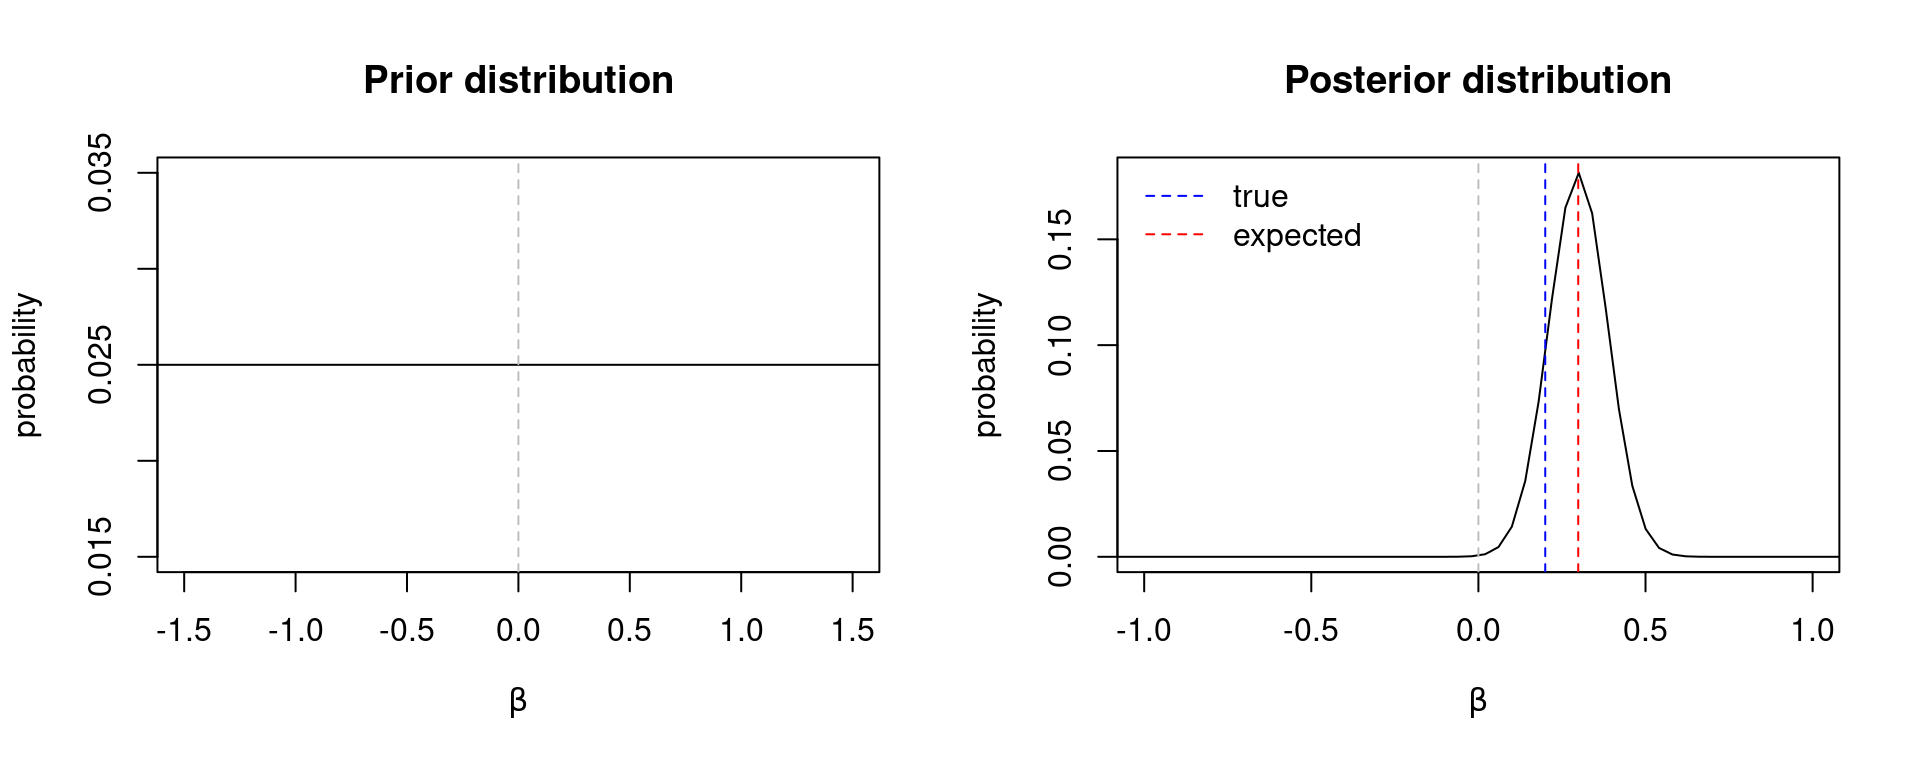 Prior distribution
probability
0.035
0.025
0.015
-1.5 -1.0 -0.5 0.0 0.5 1.0 1.5
β
Posterior distribution
true
expected
probability
0.15
0.10
0.05
0.00
-1.0 -0.5 0.0 0.5 1.0
β